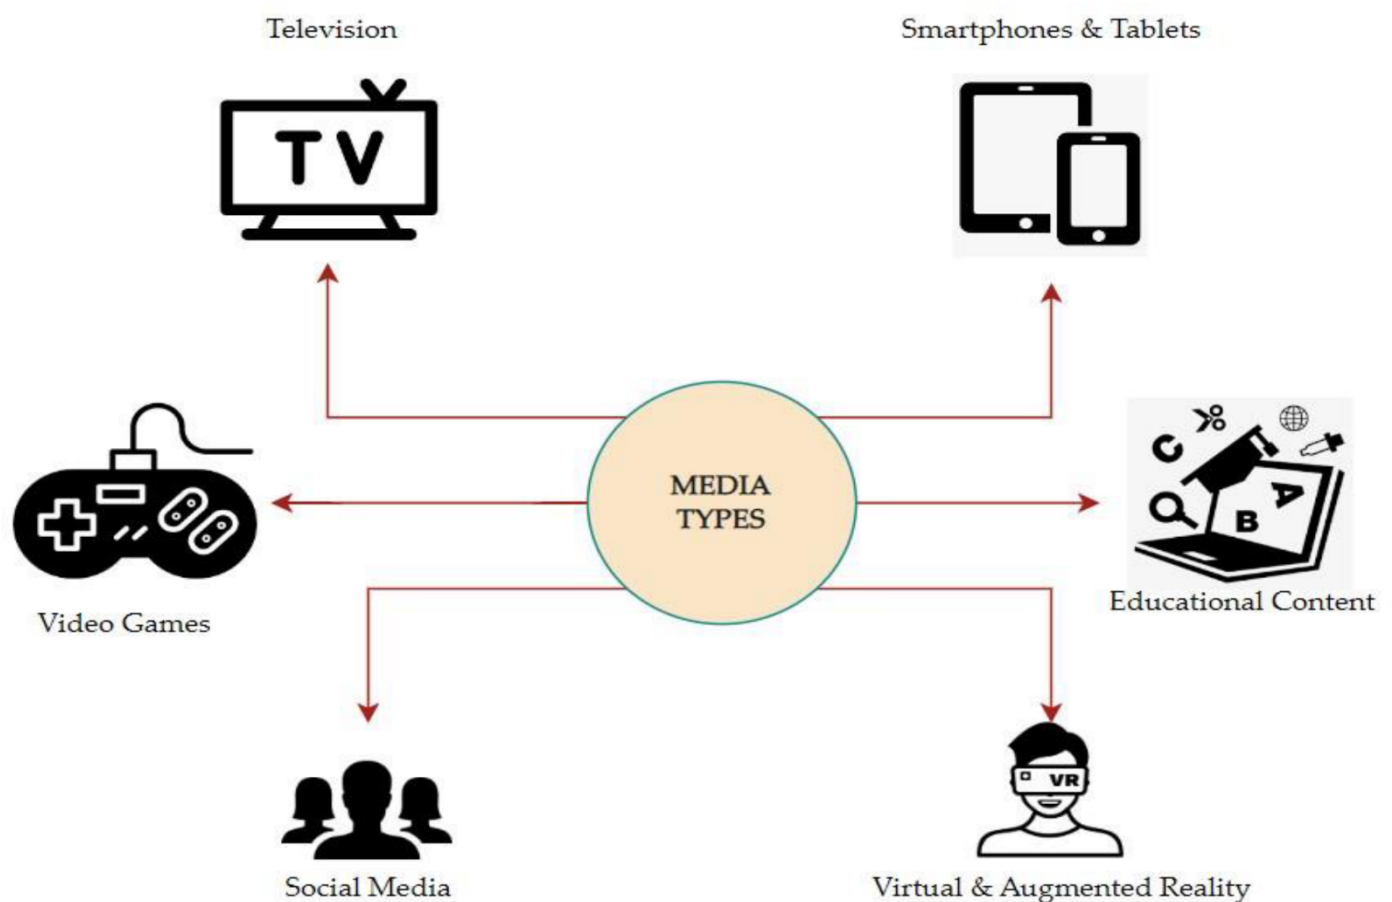 Television
Smartphones & Tablets
TV
MEDIA
TYPES
C
A
B
Video Games
Educational Content
VR
Social Media
Virtual & Augmented Reality